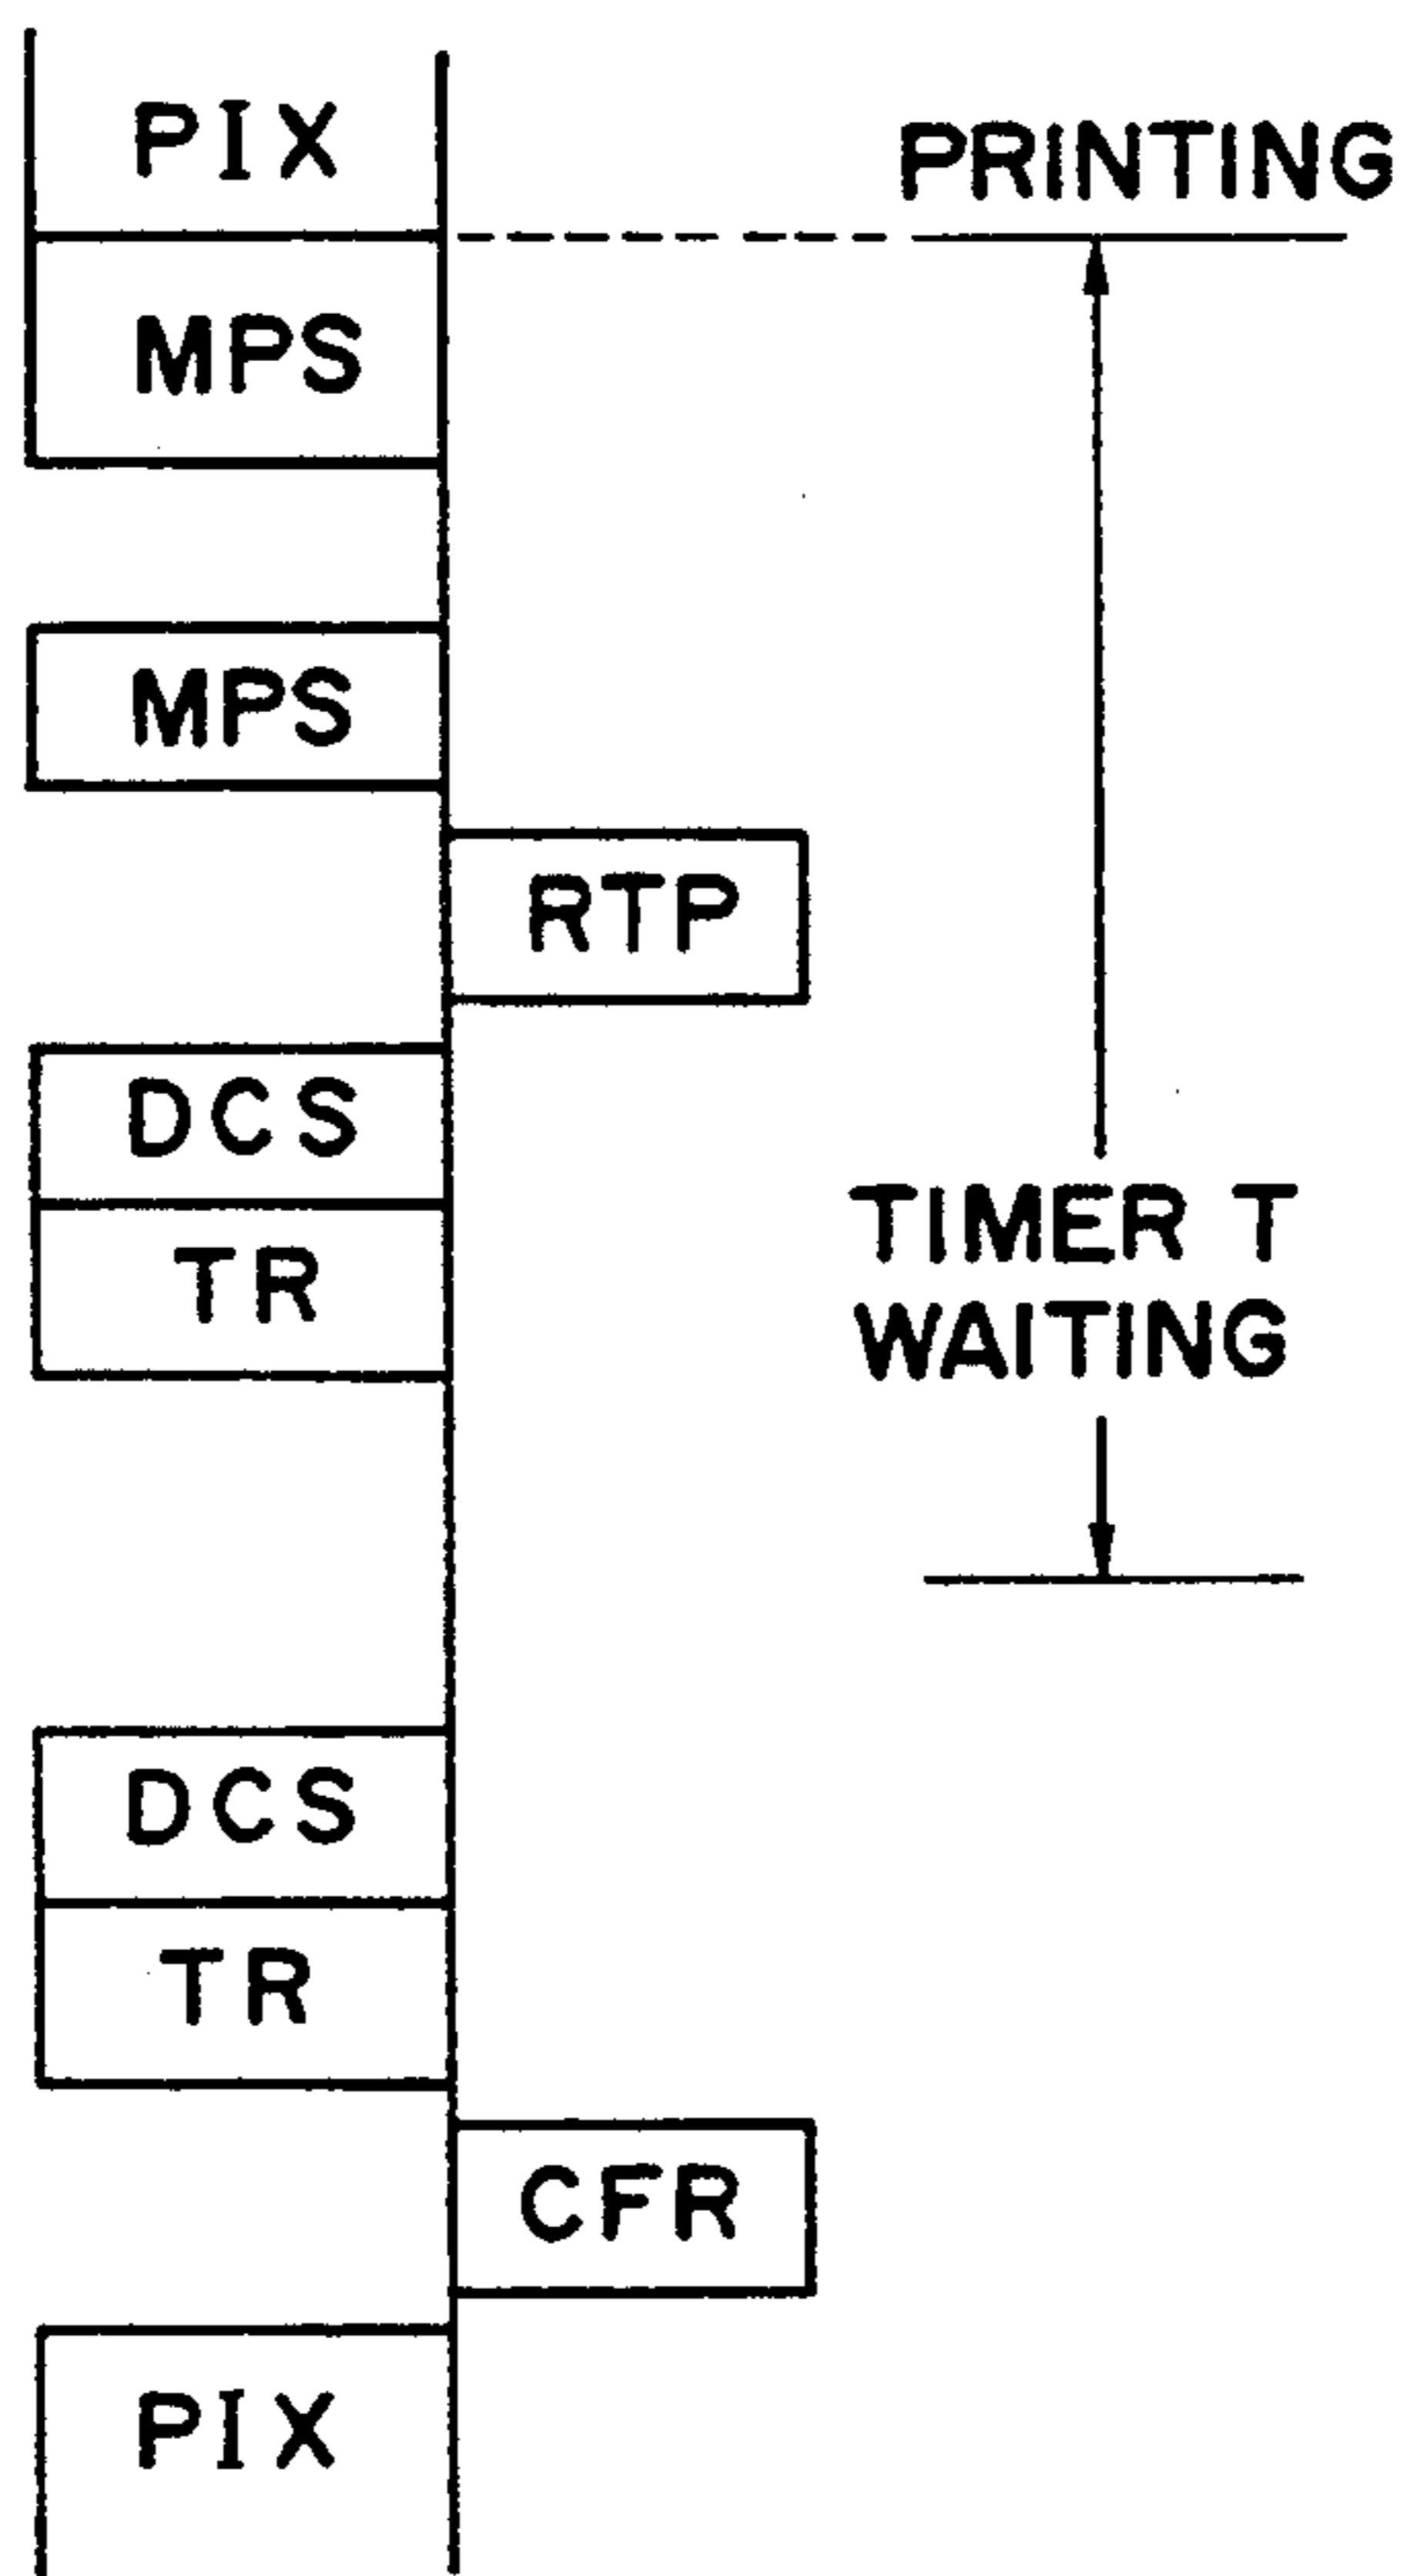 PIX
PRINTING
MPS
MPS
RTP
DCS
TR
TIMER T
WAITING
DCS
TR
CFR
PIX